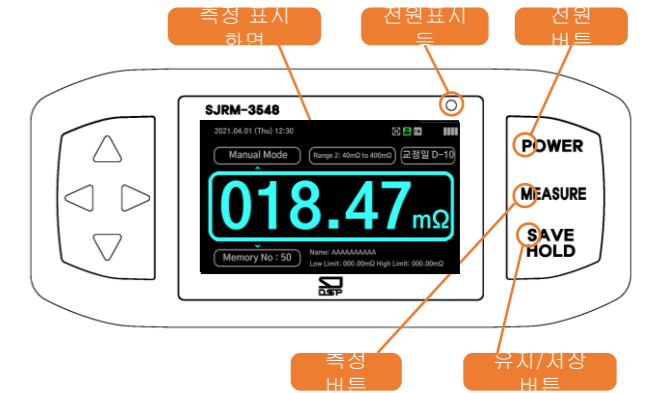 측정 표시
화면
전원표시
등
전원
버튼
SJRM-3548
2021.04.01 (Thu) 12:30
Manual Mode
Range 2: 40mΩ to 400mΩ
교정일 D-10
018.47mΩ
Memory No : 50
Name: AAAAAAAAAA
Low Limit: 000.00mΩ High Limit: 000.00mΩ
DSP
POWER
MEASURE
SAVE
HOLD
측정
버튼
유지/저장
버튼